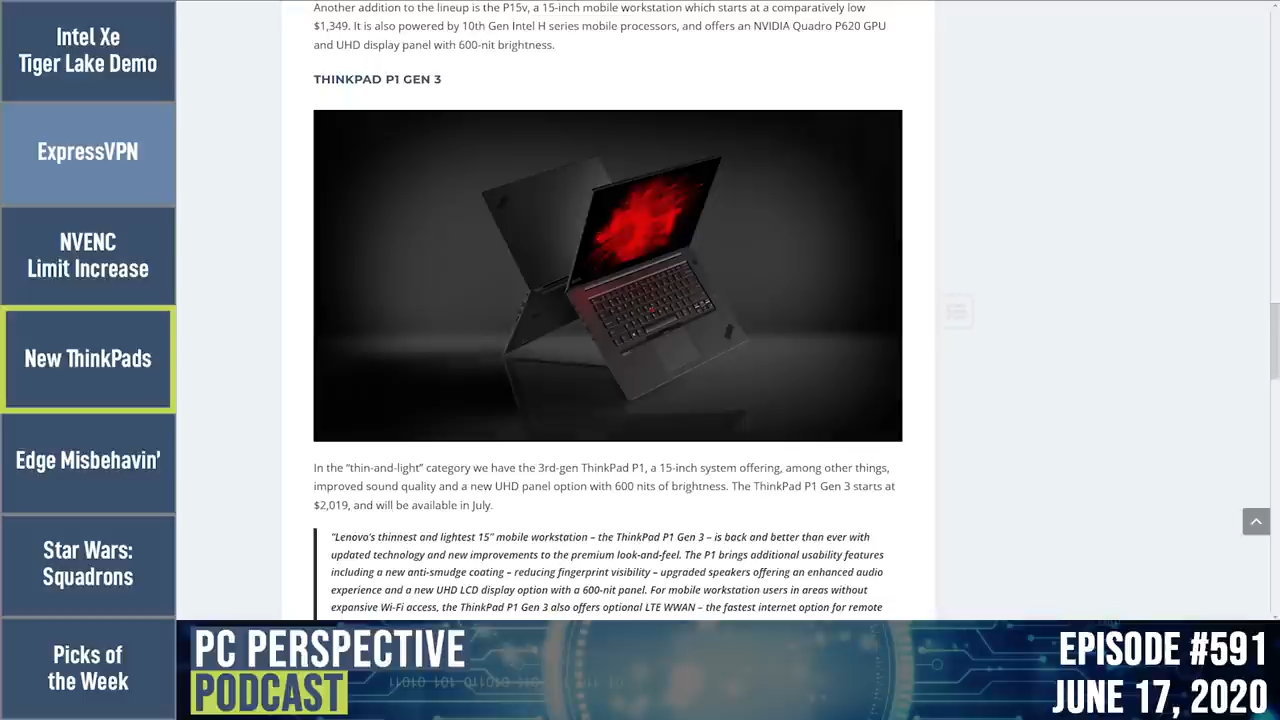 Intel Xe
Tiger Lake Demo
ExpressVPN
NVENC
Limit Increase
New ThinkPads
Edge Misbehavin'
Star Wars:
Squadrons
Picks of
the Week
Another addition to the lineup is the P15v, a 15-inch mobile workstation which starts at a comparatively low
$1,349. It is also powered by 10th Gen Intel H series mobile processors, and offers an NVIDIA Quadro P620 GPU
and UHD display panel with 600-nit brightness.
THINKPAD P1 GEN 3
In the “thin-and-light” category we have the 3rd-gen ThinkPad P1, a 15-inch system offering, among other things,
improved sound quality and a new UHD panel option with 600 nits of brightness. The ThinkPad P1 Gen 3 starts at
$2,019, and will be available in July.
"Lenovo's thinnest and lightest 15" mobile workstation – the ThinkPad P1 Gen 3 – is back and better than ever with
updated technology and new improvements to the premium look-and-feel. The P1 brings additional usability features
including a new anti-smudge coating – reducing fingerprint visibility – upgraded speakers offering an enhanced audio
experience and a new UHD LCD display option with a 600-nit panel. For mobile workstation users in areas without
expansive Wi-Fi access, the ThinkPad P1 Gen 3 also offers optional LTE WWAN – the fastest internet option for remote
PC PERSPECTIVE
PODCAST
EPISODE #591
JUNE 17, 2020